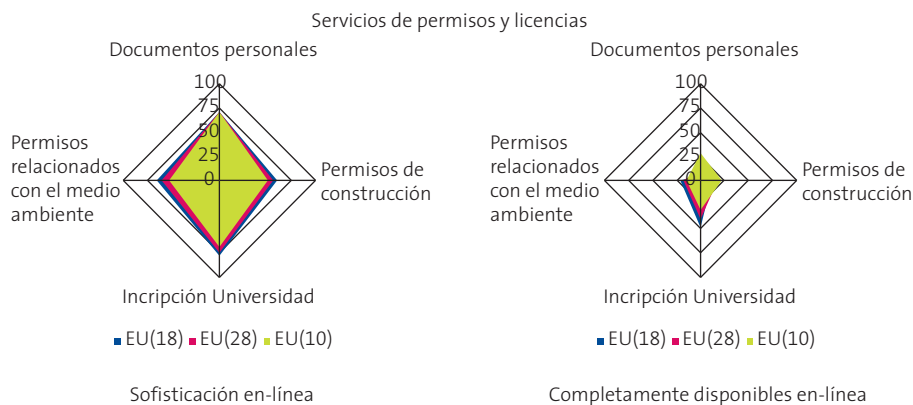 Servicios de permisos y licencias
Documentos personales
100
75
50
25
0
Permisos
relacionados
con el medio
ambiente
Permisos de
construcción
Incripción Universidad
EU(18) EU(28) EU(10)
Sofisticación en-línea
Documentos personales
100
75
50
25
0
Permisos
relacionados
con el medio
ambiente
Permisos de
construcción
Incripción Universidad
EU(18) EU(28) EU(10)
Completamente disponibles en-línea